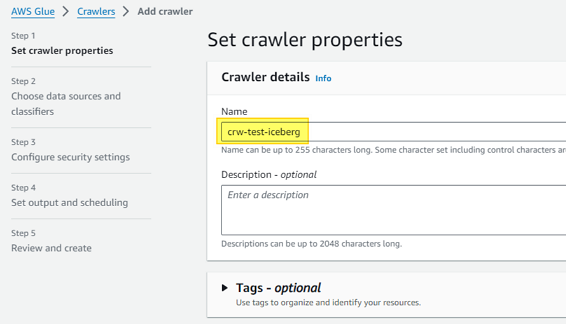 AWS Glue > Crawlers > Add crawler
Step 1
Set crawler properties
Step 2
Choose data sources and
classifiers
Step 3
Configure security settings
Step 4
Set output and scheduling
Step 5
Review and create
Set crawler properties
Crawler details Info
Name
crw-test-iceberg
Name can be up to 255 characters long. Some character set including control characters are
Description - optional
Enter a description
Descriptions can be up to 2048 characters long.
Tags - optional
Use tags to organize and identify your resources.